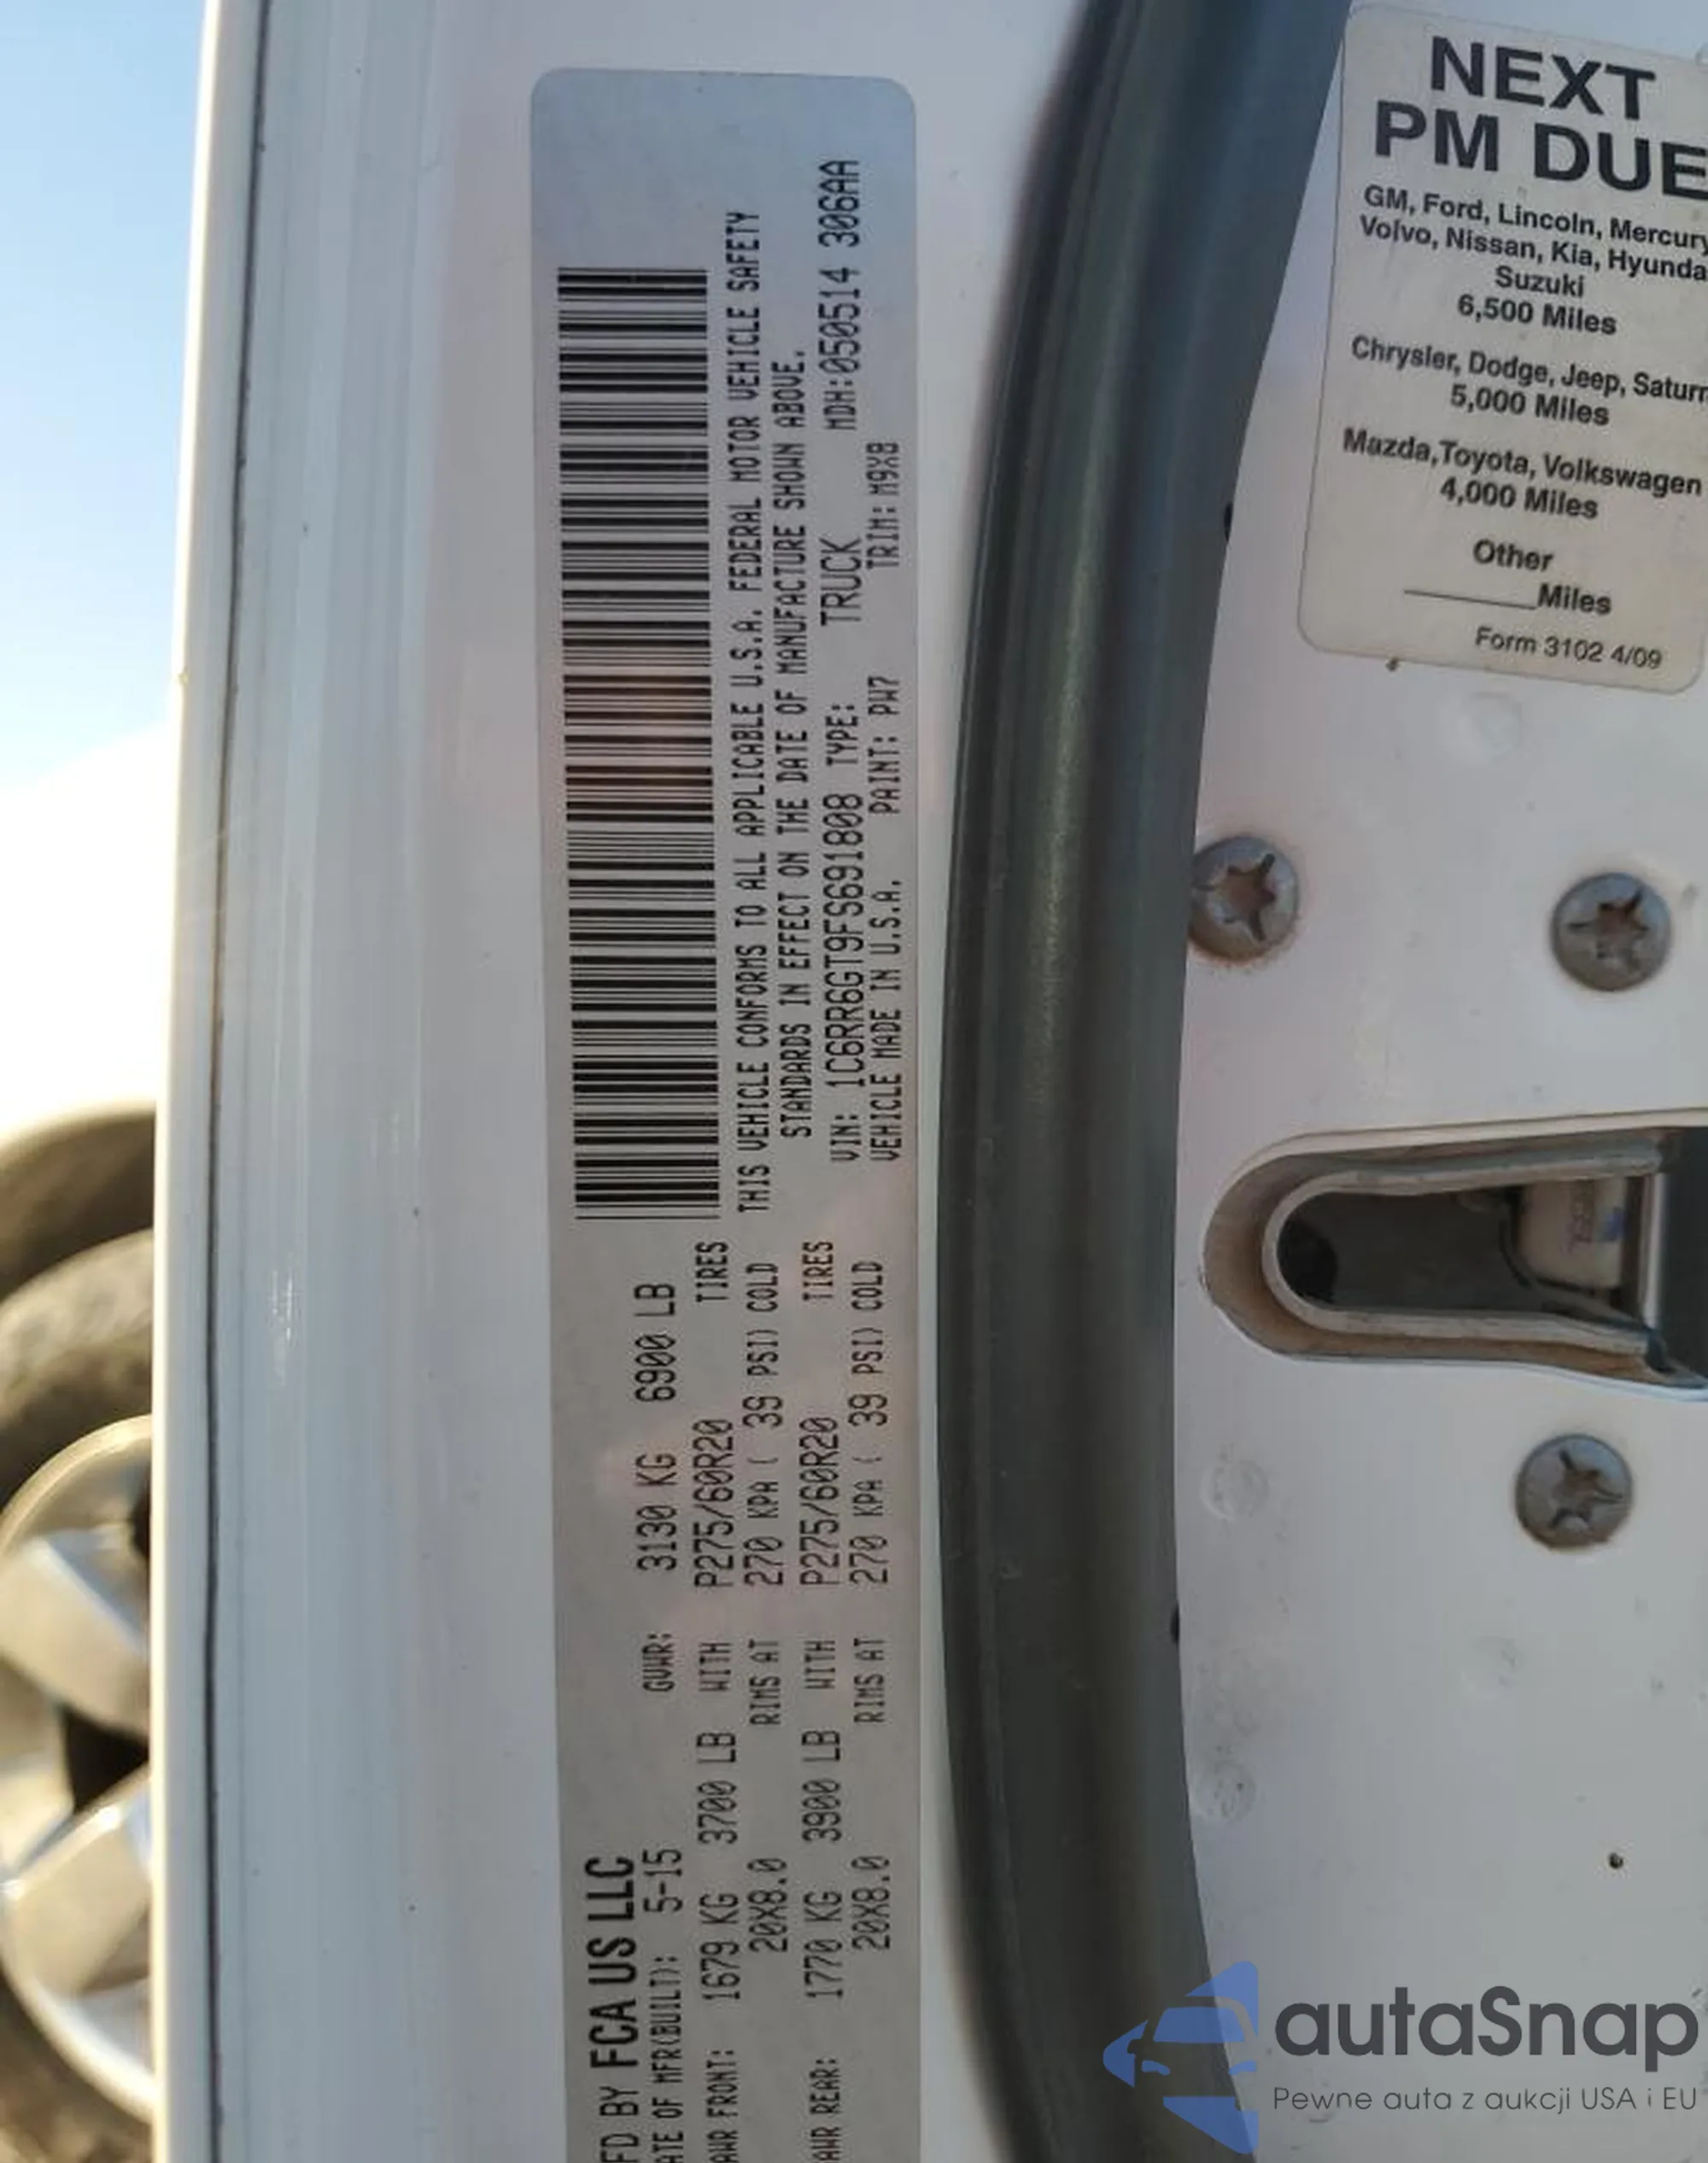 FD BY FCA US LLC
ATE OF MFR(BUILT): 5-15 GVWR: 3130 KG 6900 LB
AWR FRONT: 1679 KG 3700 LB WITH P275/60R20 TIRES
20X8.0 RIMS AT 270 KPA ( 39 PSI) COLD
AWR REAR: 1770 KG 3900 LB WITH P275/60R20 TIRES
20X8.0 RIMS AT 270 KPA ( 39 PSI) COLD
THIS VEHICLE CONFORMS TO ALL APPLICABLE U.S.A. FEDERAL MOTOR VEHICLE SAFETY
STANDARDS IN EFFECT ON THE DATE OF MANUFACTURE SHOWN ABOVE.
VIN: 1C6RR6GT9FS691808 TYPE: TRUCK MDH:050514 306AA
VEHICLE MADE IN U.S.A. PAINT: PW7 TRIM: M9X8
NEXT
PM DUE
GM, Ford, Lincoln, Mercury
Volvo, Nissan, Kia, Hyunda
Suzuki
6,500 Miles
Chrysler, Dodge, Jeep, Saturn
5,000 Miles
Mazda,Toyota, Volkswagen
4,000 Miles
Other
______Miles
Form 3102 4/09
autaSnap
Pewne auta z aukcji USA i EU